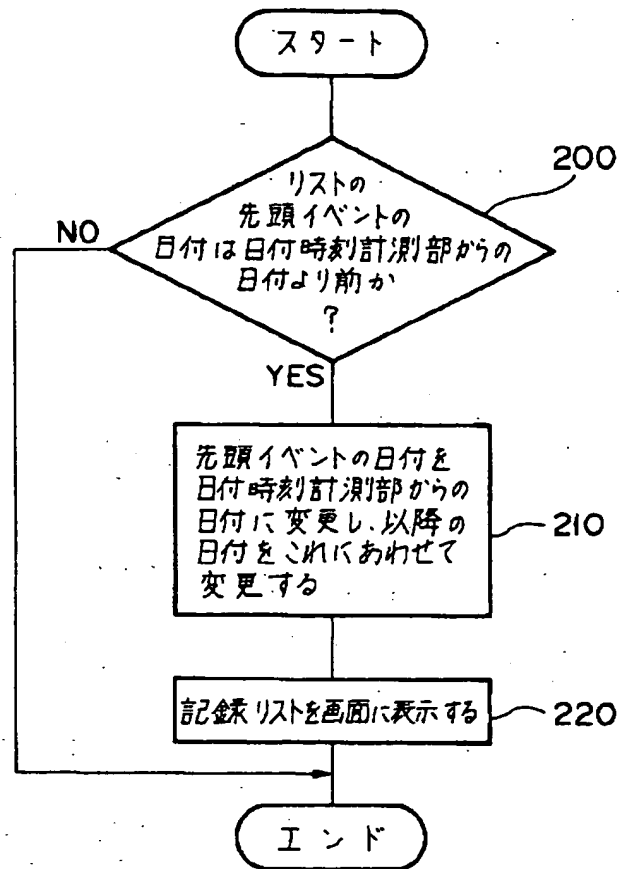 スタート
200
リストの
先頭イベントの
NO
日付は日付時刻計測部からの
日付より前か
?
YES
先頭イベントの日付を
日付時刻計測部からの
日付に変更し、以降の
日付をこれにあわせて
変更する
210
記録リストを画面に表示する
220
エンド